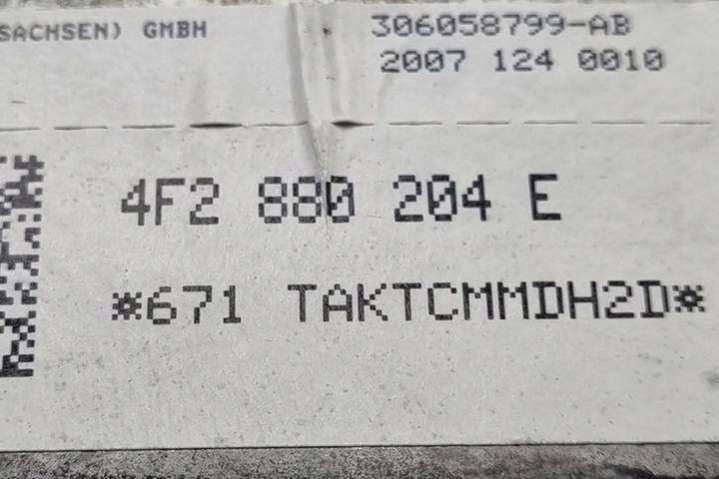 SACHSEN) GMBH
306058799-AB
2007 124 0010
4F2 880 204 E
*671 TAKTCMMDH2D*